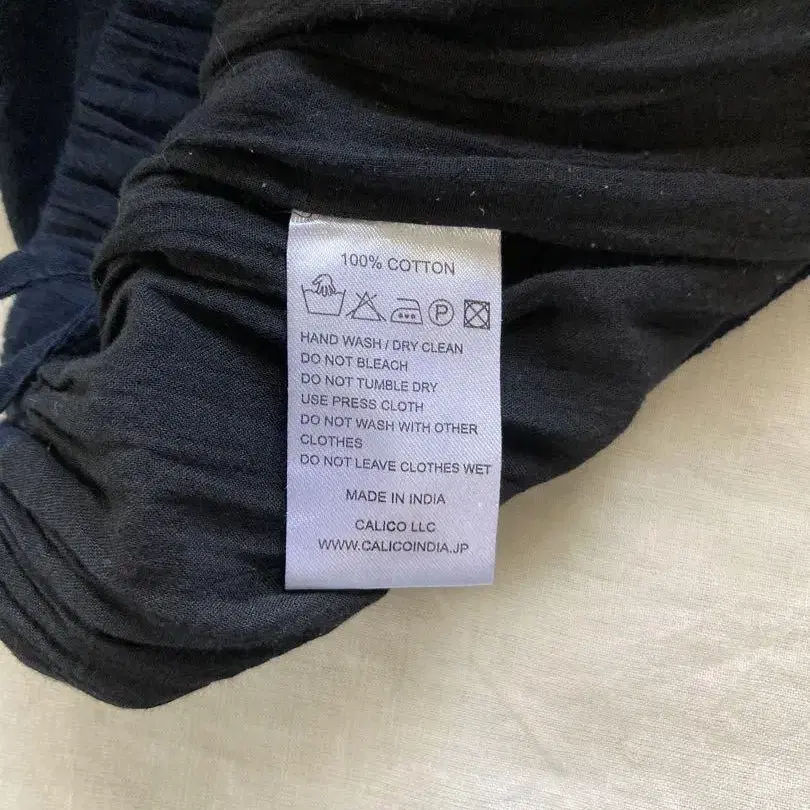 100% COTTON
P
HAND WASH / DRY CLEAN
DO NOT BLEACH
DO NOT TUMBLE DRY
USE PRESS CLOTH
DO NOT WASH WITH OTHER
CLOTHES
DO NOT LEAVE CLOTHES WET
MADE IN INDIA
CALICO LLC
WWW.CALICOINDIA.JP